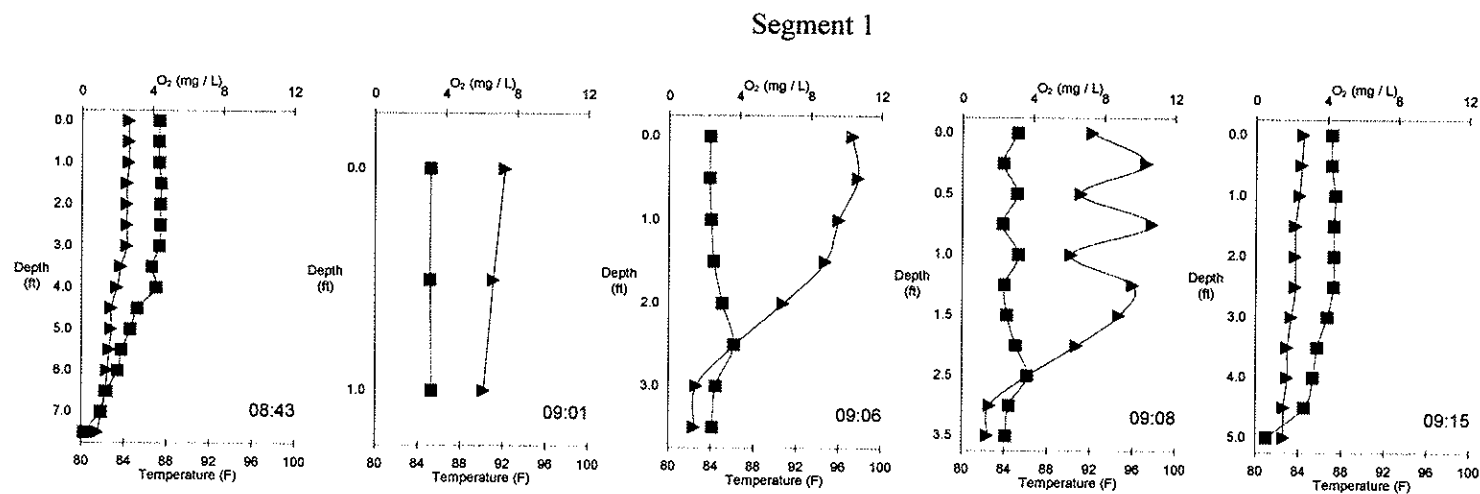 Segment 1
O₂ (mg / L)
0 4 8 12
0.0
1.0
2.0
3.0
4.0
5.0
6.0
7.0
Depth
(ft)
08:43
80 84 88 92 96 100
Temperature (F)
O₂ (mg / L)
0 4 8 12
0.0
1.0
Depth
(ft)
09:01
80 84 88 92 96 100
Temperature (F)
O₂ (mg / L)
0 4 8 12
0.0
1.0
2.0
3.0
Depth
(ft)
09:06
80 84 88 92 96 100
Temperature (F)
O₂ (mg / L)
0 4 8 12
0.0
0.5
1.0
1.5
2.5
3.5
Depth
(ft)
09:08
80 84 88 92 96 100
Temperature (F)
O₂ (mg / L)
0 4 8 12
0.0
1.0
2.0
3.0
4.0
5.0
Depth
(ft)
09:15
80 84 88 92 96 100
Temperature (F)